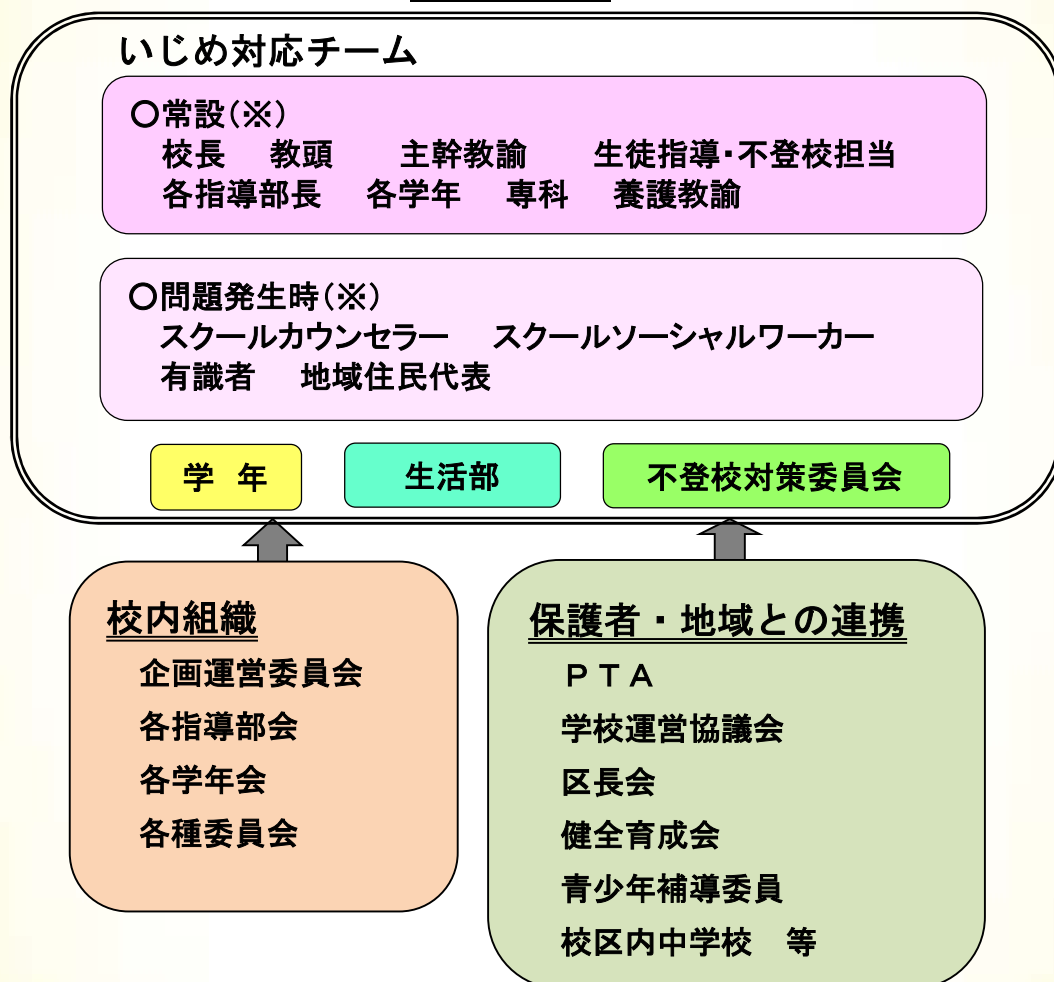 いじめ対応チーム
○常設(※)
校長 教頭 主幹教諭 生徒指導・不登校担当
各指導部長 各学年 専科 養護教諭
○問題発生時(※)
スクールカウンセラー スクールソーシャルワーカー
有識者 地域住民代表
学 年 生活部 不登校対策委員会
校内組織
企画運営委員会
各指導部会
各学年会
各種委員会
保護者・地域との連携
ＰＴＡ
学校運営協議会
区長会
健全育成会
青少年補導委員
校区内中学校 等